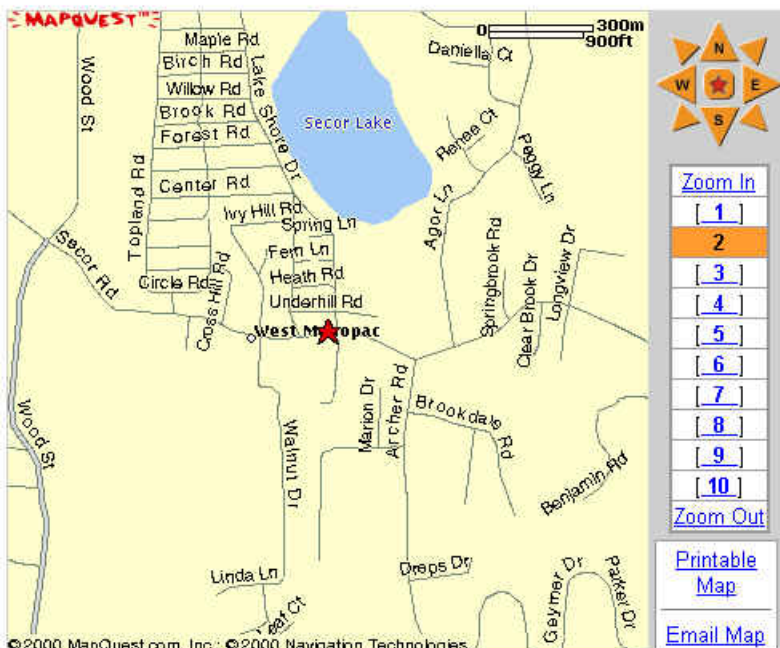 MAPQUEST™
0 300m
900ft
Maple Rd
Birch Rd
Willow Rd
Brook Rd
Forest Rd
Center Rd
Wood St
Lake Shore Dr
Secor Lake
Daniella Ct
Renee Ct
Peggy Ln
Agor Ln
Topland Rd
Ivy Hill Rd
Spring Ln
Fern Ln
Heath Rd
Underhill Rd
Secor Rd
Circle Rd
Cross Hill Rd
West Mahopac
Springbrook Rd
Clear Brook Dr
Longview Dr
Wood St
Walnut Dr
Marion Dr
Archer Rd
Brookdale Rd
Benjamin Rd
Linda Ln
Leaf Ct
Dreps Dr
Geymer Dr
Parker Dr
©2000 MapQuest.com, Inc.; ©2000 Navigation Technologies
N
W E
S
Zoom In
[ 1 ]
2
[ 3 ]
[ 4 ]
[ 5 ]
[ 6 ]
[ 7 ]
[ 8 ]
[ 9 ]
[ 10 ]
Zoom Out
Printable
Map
Email Map